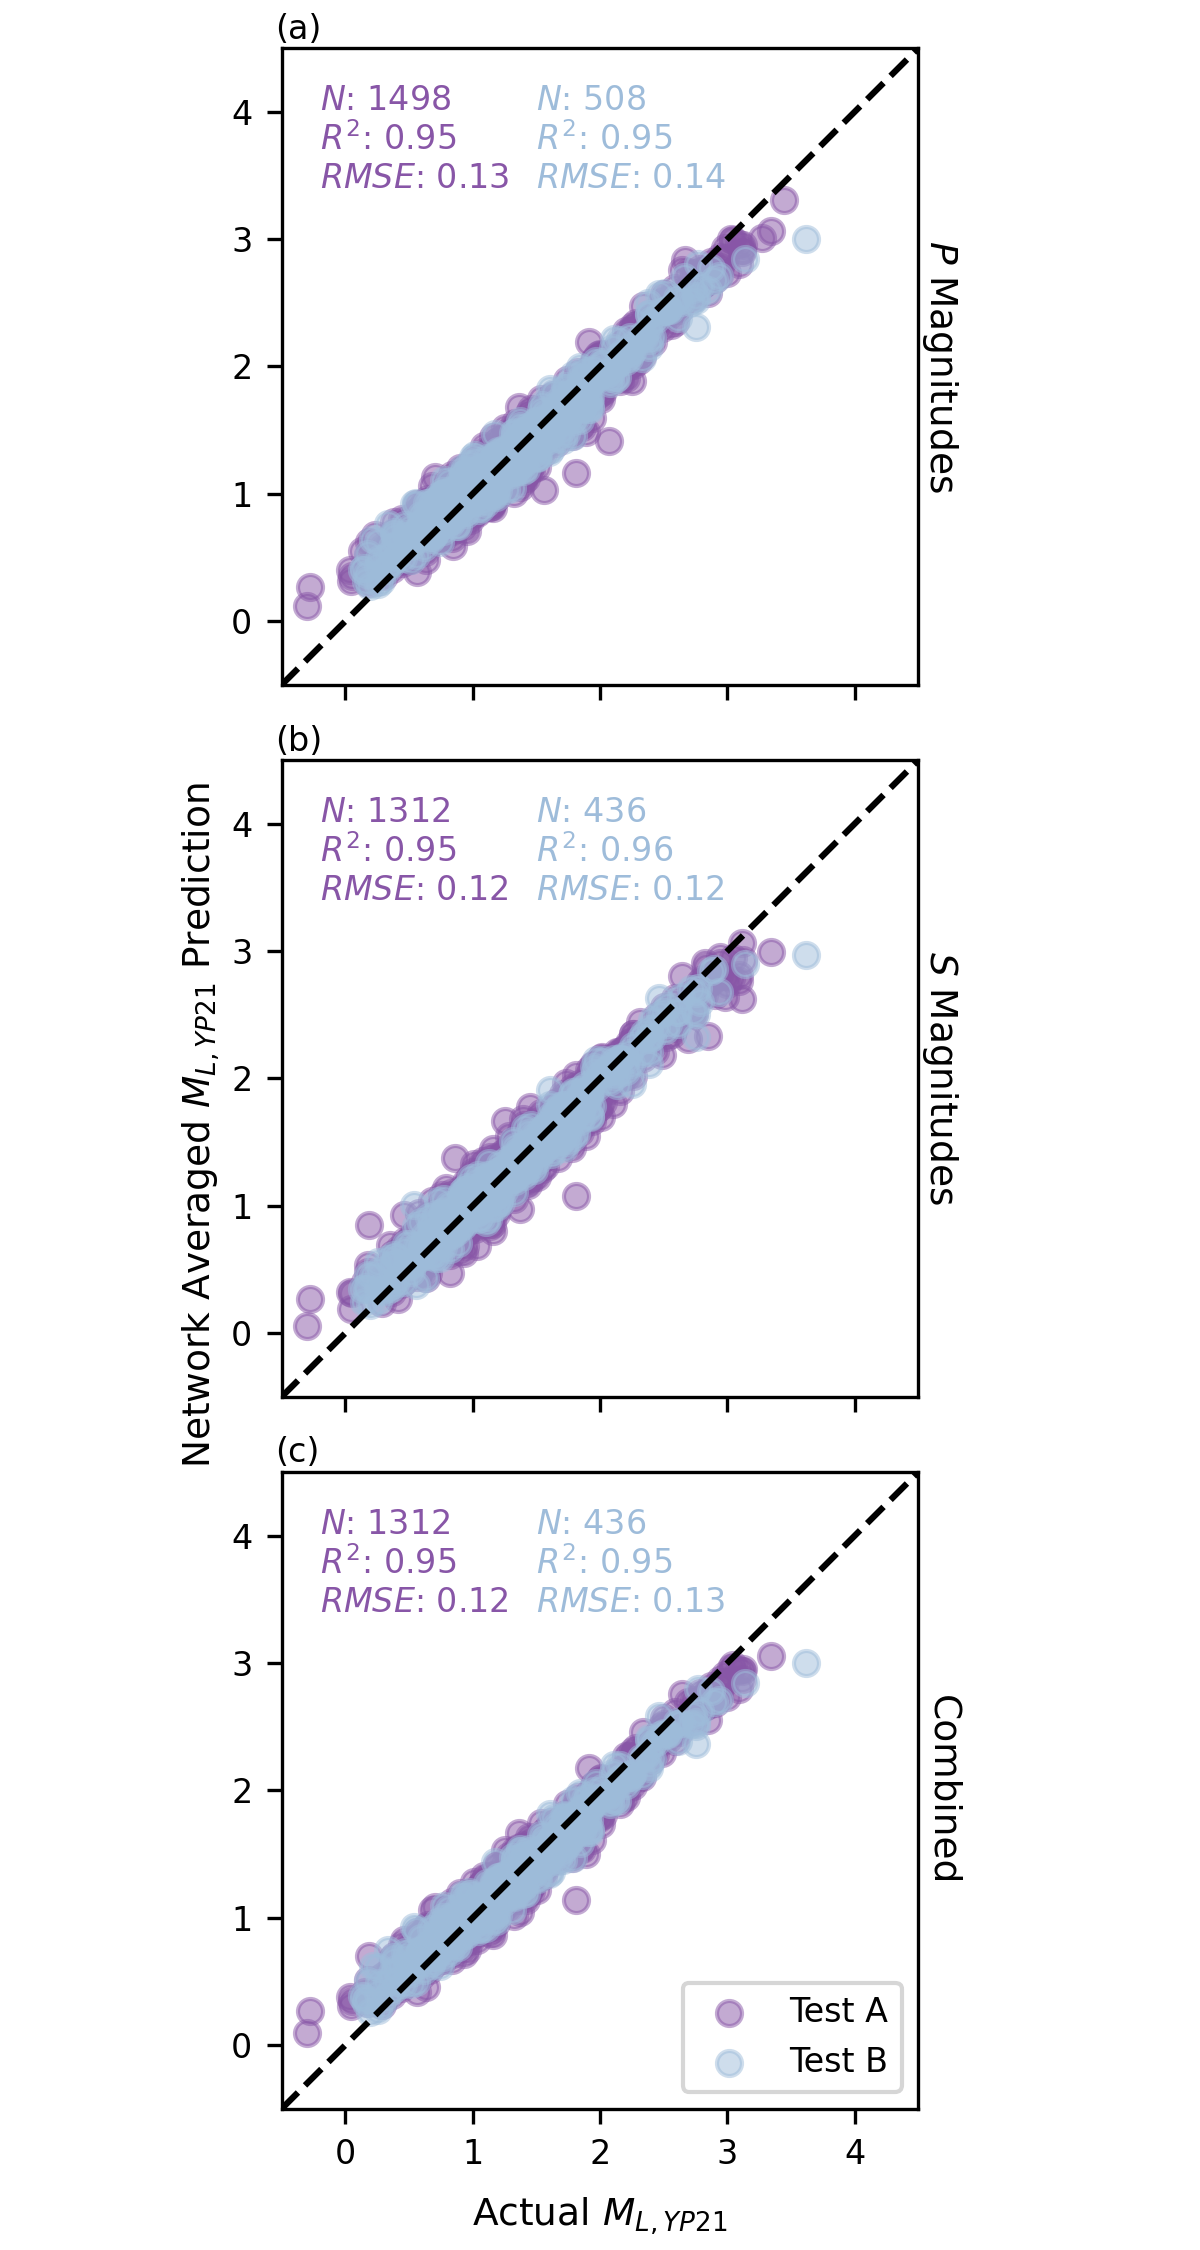 (a)
N: 1498 N: 508
R²: 0.95 R²: 0.95
RMSE: 0.13 RMSE: 0.14
4
3
2
1
0
P Magnitudes
(b)
N: 1312 N: 436
R²: 0.95 R²: 0.96
RMSE: 0.12 RMSE: 0.12
4
3
2
1
0
S Magnitudes
Network Averaged M_L,YP21 Prediction
(c)
N: 1312 N: 436
R²: 0.95 R²: 0.95
RMSE: 0.12 RMSE: 0.13
4
3
2
1
0
Combined
Test A
Test B
0 1 2 3 4
Actual M_L,YP21